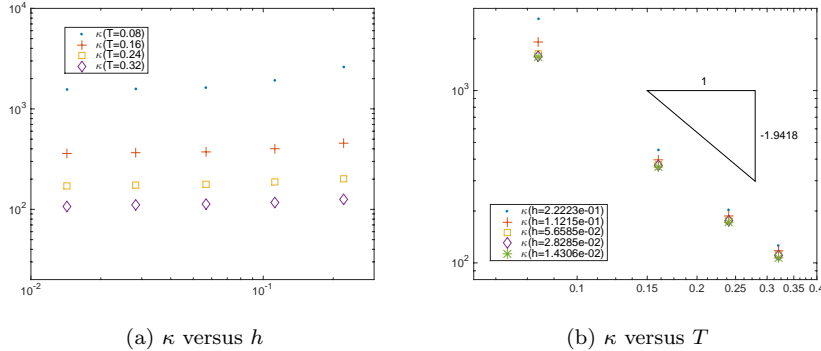 10^4
10^3
10^2
10^-2
10^-1
κ(T=0.08)
κ(T=0.16)
κ(T=0.24)
κ(T=0.32)
(a) κ versus h
10^3
10^2
0.1
0.15
0.2
0.25
0.3
0.35
0.4
1
-1.9418
κ(h=2.2223e-01)
κ(h=1.1215e-01)
κ(h=5.6585e-02)
κ(h=2.8285e-02)
κ(h=1.4306e-02)
(b) κ versus T